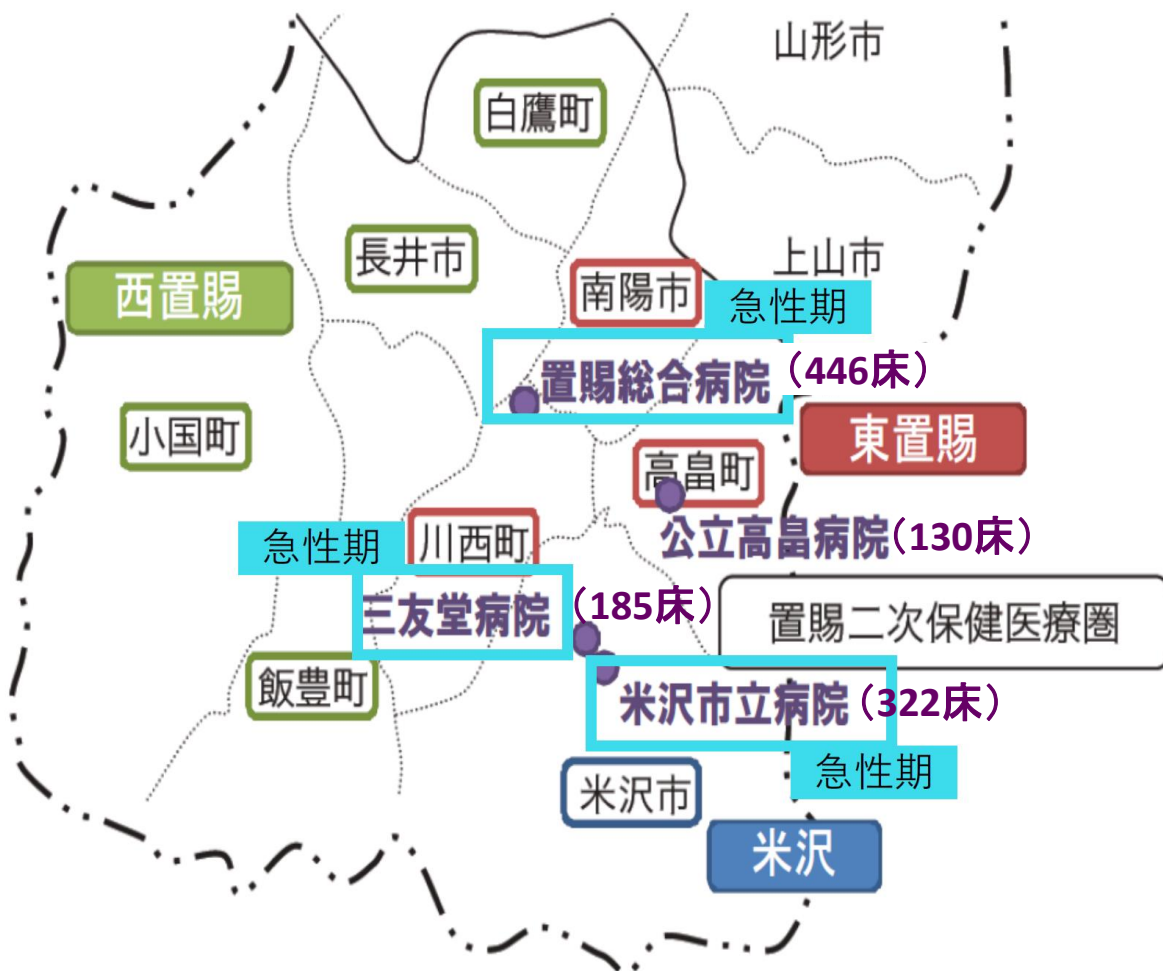 山形市
白鷹町
長井市
上山市
西置賜
南陽市
急性期
置賜総合病院
（446床）
小国町
東置賜
高畠町
公立高畠病院
（130床）
急性期
川西町
三友堂病院
（185床）
置賜二次保健医療圏
飯豊町
米沢市立病院
（322床）
急性期
米沢市
米沢